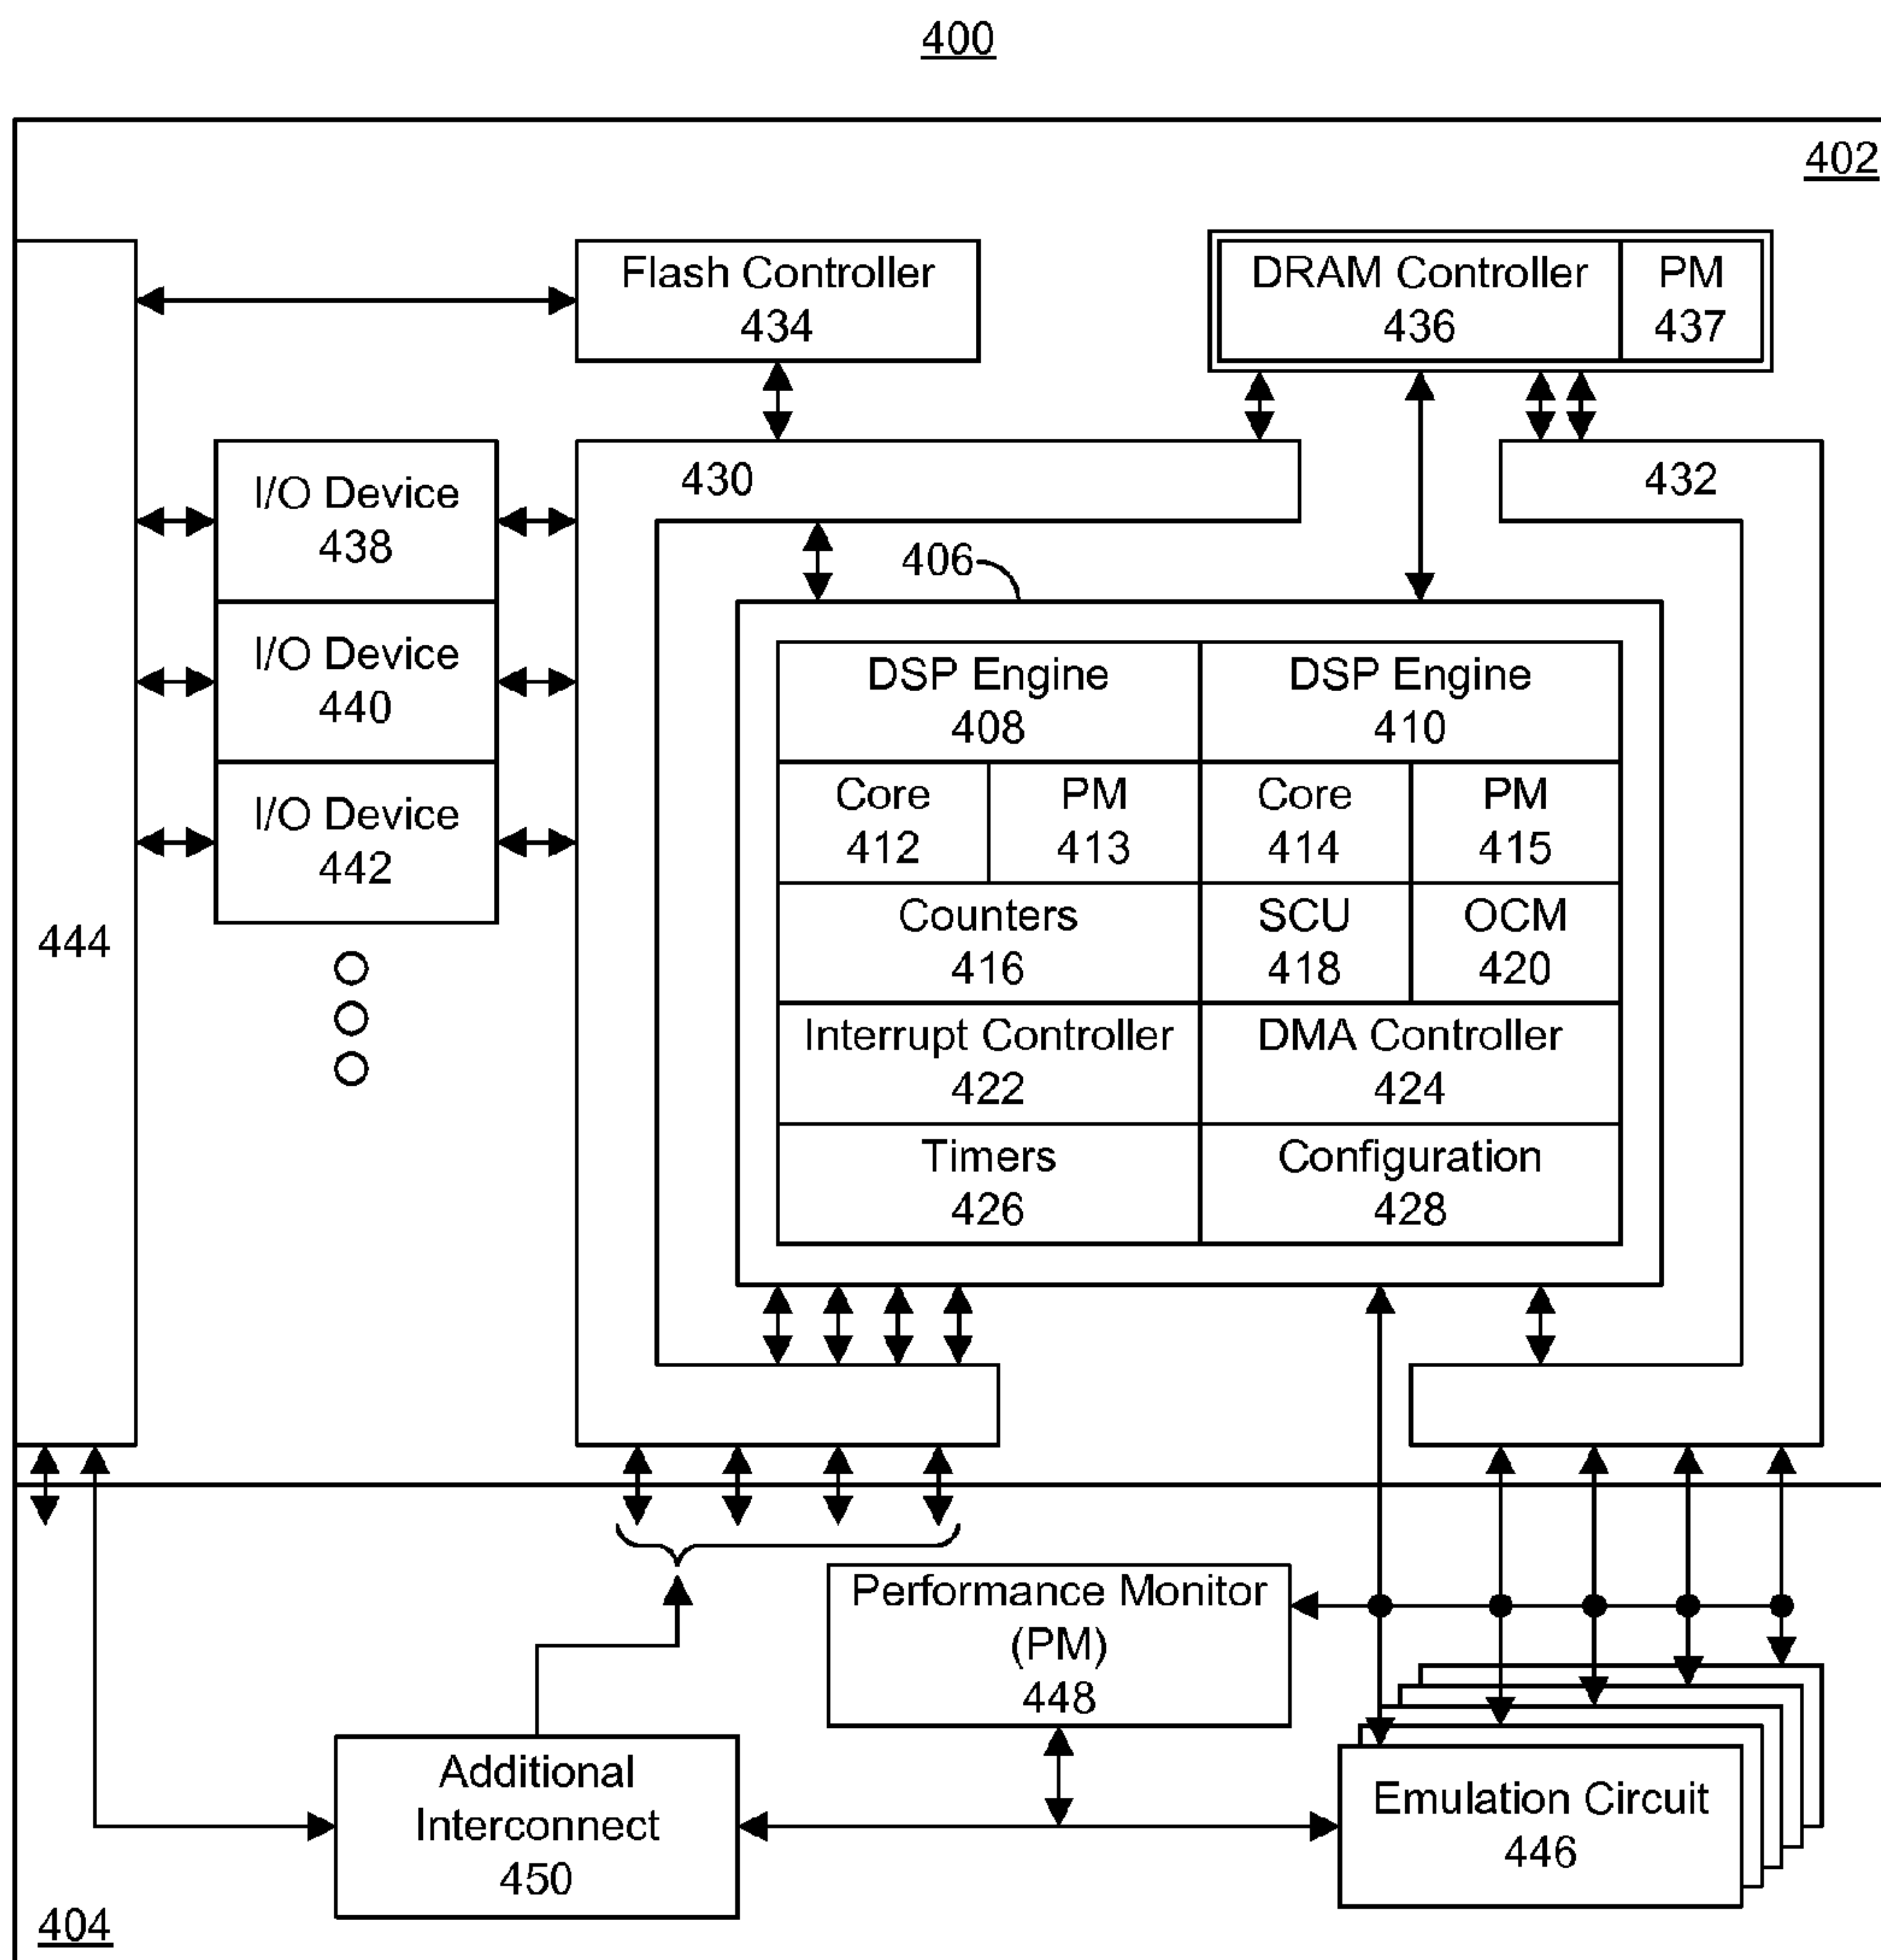 400
402
Flash Controller
434
DRAM Controller
436
PM
437
430
432
I/O Device
438
406
I/O Device
440
I/O Device
442
444
DSP Engine
408
DSP Engine
410
Core
412
PM
413
Core
414
PM
415
Counters
416
SCU
418
OCM
420
Interrupt Controller
422
DMA Controller
424
Timers
426
Configuration
428
Performance Monitor
(PM)
448
Additional
Interconnect
450
Emulation Circuit
446
404